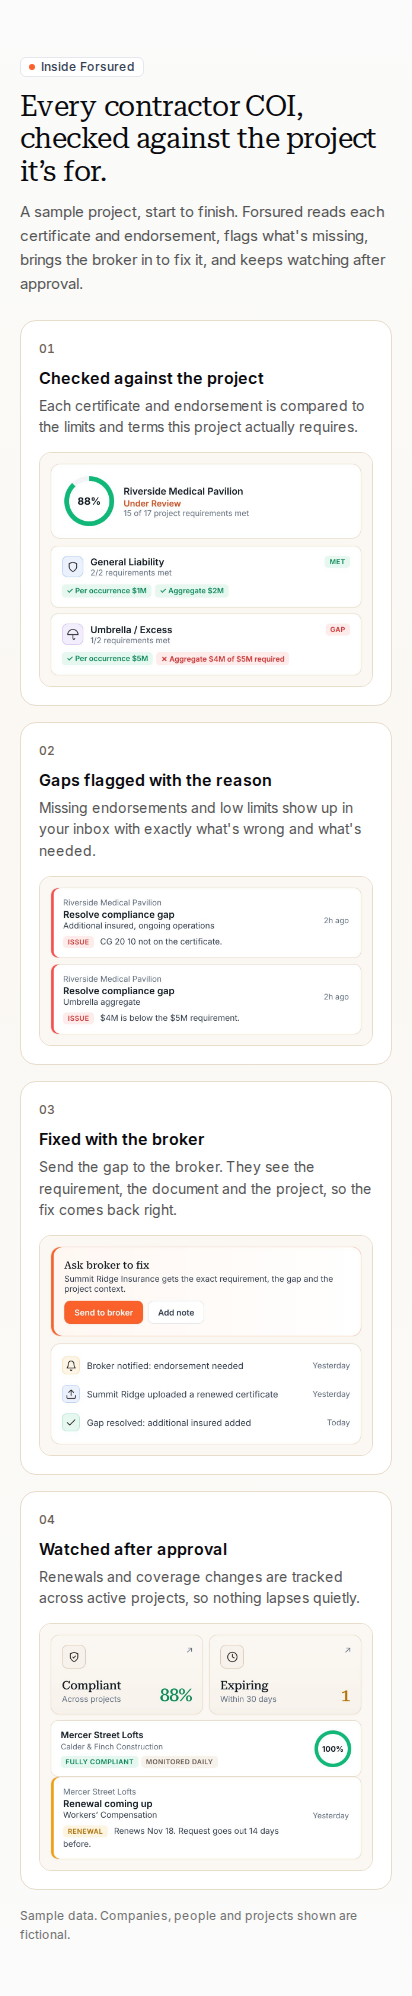 Inside Forsured
Every contractor COI,
checked against the project
it's for.
A sample project, start to finish. Forsured reads each
certificate and endorsement, flags what's missing,
brings the broker in to fix it, and keeps watching after
approval.
01
Checked against the project
Each certificate and endorsement is compared to
the limits and terms this project actually requires.
88%
Riverside Medical Pavilion
Under Review
15 of 17 project requirements met
General Liability
MET
2/2 requirements met
✓ Per occurrence $1M ✓ Aggregate $2M
Umbrella / Excess
GAP
1/2 requirements met
✓ Per occurrence $5M × Aggregate $4M of $5M required
02
Gaps flagged with the reason
Missing endorsements and low limits show up in
your inbox with exactly what's wrong and what's
needed.
Riverside Medical Pavilion
Resolve compliance gap
2h ago
Additional insured, ongoing operations
ISSUE CG 20 10 not on the certificate.
Riverside Medical Pavilion
Resolve compliance gap
2h ago
Umbrella aggregate
ISSUE $4M is below the $5M requirement.
03
Fixed with the broker
Send the gap to the broker. They see the
requirement, the document and the project, so the
fix comes back right.
Ask broker to fix
Summit Ridge Insurance gets the exact requirement, the gap and the
project context.
Send to broker Add note
Broker notified: endorsement needed Yesterday
Summit Ridge uploaded a renewed certificate Yesterday
Gap resolved: additional insured added Today
04
Watched after approval
Renewals and coverage changes are tracked
across active projects, so nothing lapses quietly.
Compliant
Across projects
88%
Expiring
Within 30 days
1
Mercer Street Lofts
Calder & Finch Construction
FULLY COMPLIANT MONITORED DAILY
100%
Mercer Street Lofts
Renewal coming up
Workers' Compensation
Yesterday
RENEWAL Renews Nov 18. Request goes out 14 days
before.
Sample data. Companies, people and projects shown are
fictional.